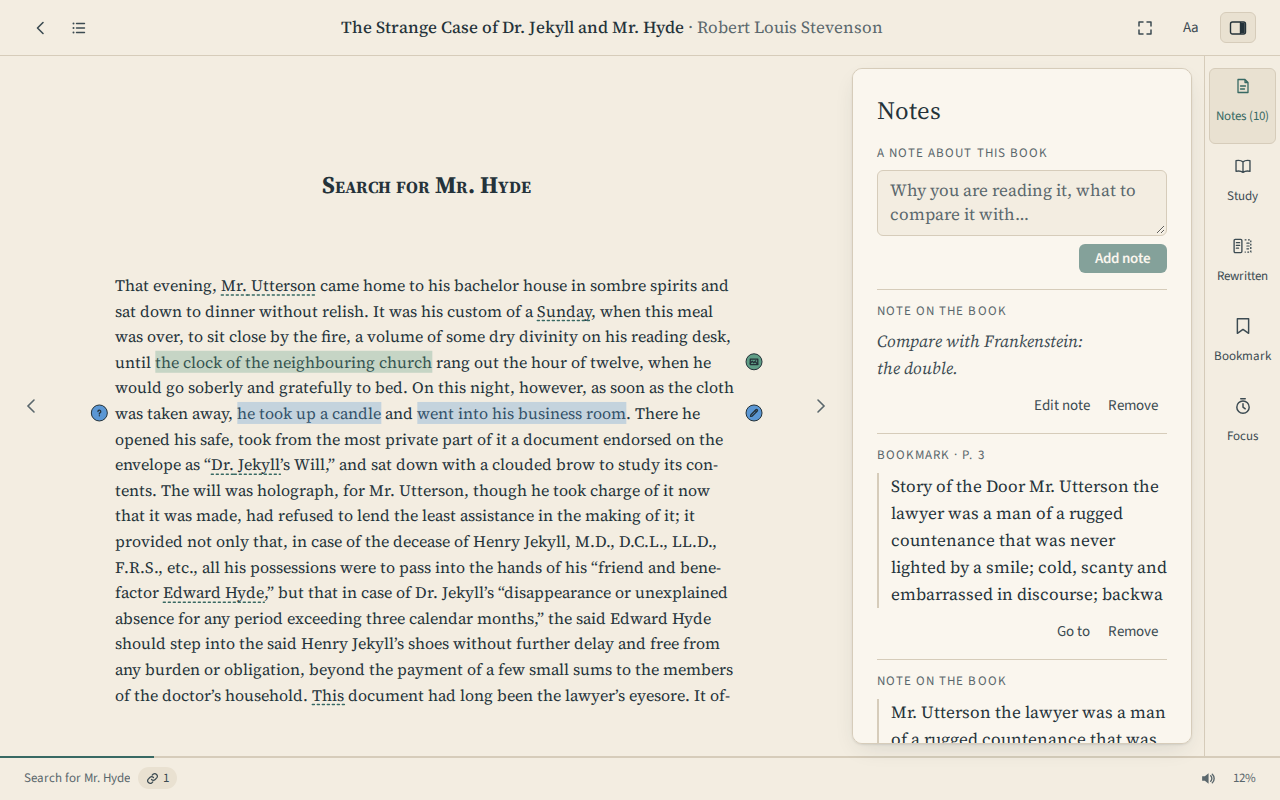 The Strange Case of Dr. Jekyll and Mr. Hyde · Robert Louis Stevenson
Aa
Search for Mr. Hyde
That evening, Mr. Utterson came home to his bachelor house in sombre spirits and
sat down to dinner without relish. It was his custom of a Sunday, when this meal
was over, to sit close by the fire, a volume of some dry divinity on his reading desk,
until the clock of the neighbouring church rang out the hour of twelve, when he
would go soberly and gratefully to bed. On this night, however, as soon as the cloth
was taken away, he took up a candle and went into his business room. There he
opened his safe, took from the most private part of it a document endorsed on the
envelope as “Dr. Jekyll’s Will,” and sat down with a clouded brow to study its con-
tents. The will was holograph, for Mr. Utterson, though he took charge of it now
that it was made, had refused to lend the least assistance in the making of it; it
provided not only that, in case of the decease of Henry Jekyll, M.D., D.C.L., LL.D.,
F.R.S., etc., all his possessions were to pass into the hands of his “friend and bene-
factor Edward Hyde,” but that in case of Dr. Jekyll’s “disappearance or unexplained
absence for any period exceeding three calendar months,” the said Edward Hyde
should step into the said Henry Jekyll’s shoes without further delay and free from
any burden or obligation, beyond the payment of a few small sums to the members
of the doctor’s household. This document had long been the lawyer’s eyesore. It of-
Notes
A NOTE ABOUT THIS BOOK
Why you are reading it, what to
compare it with...
Add note
NOTE ON THE BOOK
Compare with Frankenstein:
the double.
Edit note Remove
BOOKMARK · P. 3
Story of the Door Mr. Utterson the
lawyer was a man of a rugged
countenance that was never
lighted by a smile; cold, scanty and
embarrassed in discourse; backwa
Go to Remove
NOTE ON THE BOOK
Mr. Utterson the lawyer was a man
of a rugged countenance that was
Notes (10)
Study
Rewritten
Bookmark
Focus
Search for Mr. Hyde
1
12%